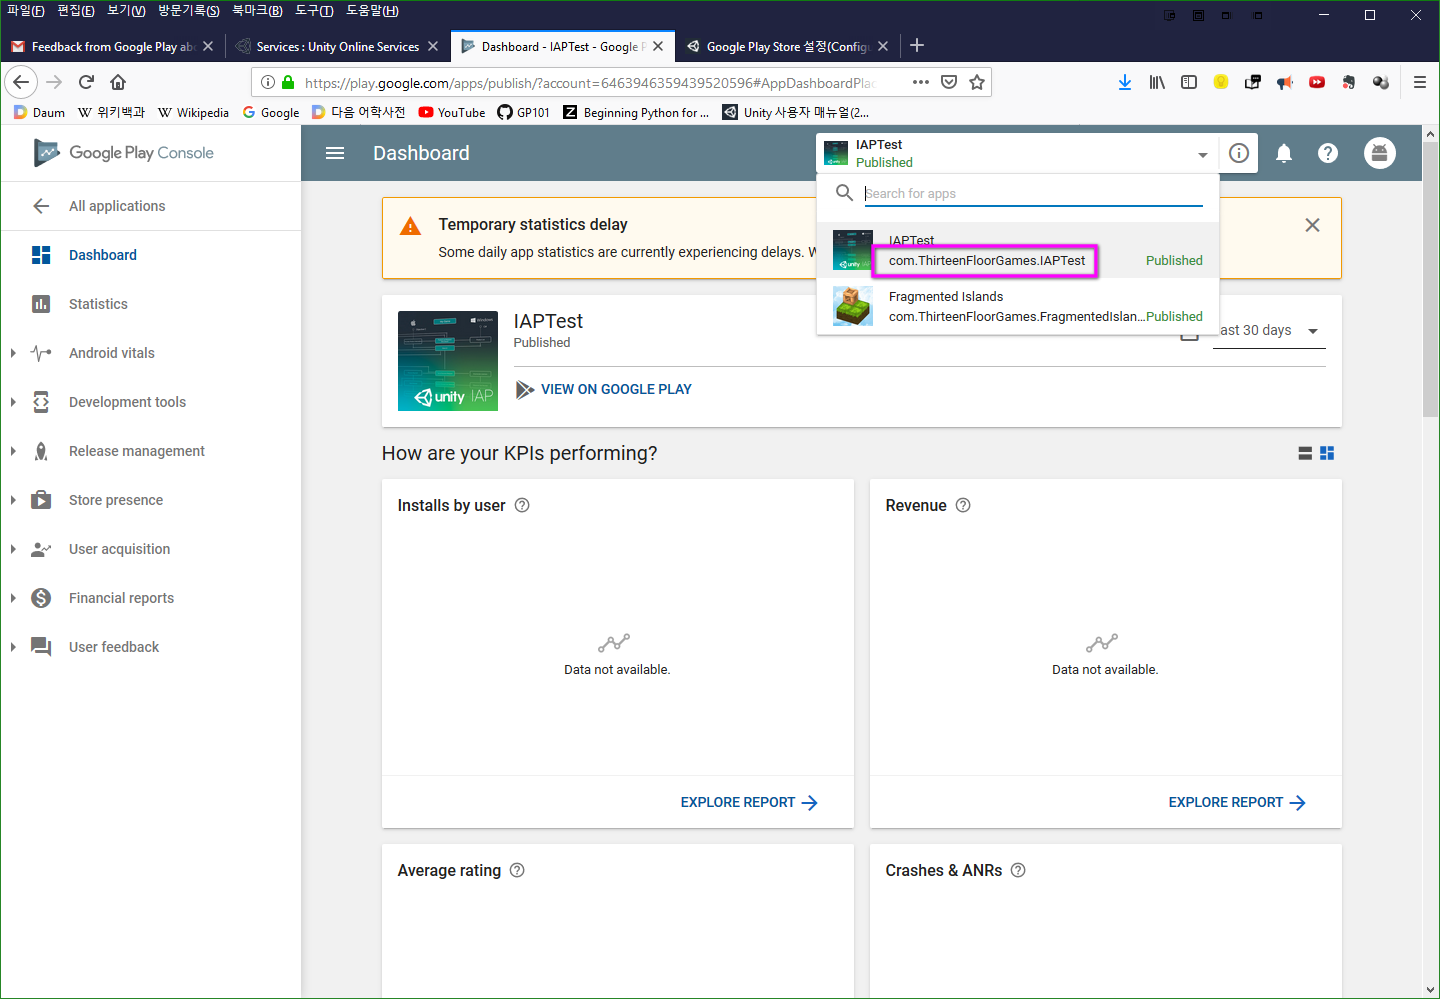 파일(F) 편집(E) 보기(V) 방문기록(S) 북마크(B) 도구(T) 도움말(H)
Feedback from Google Play ab
Services : Unity Online Services
Dashboard - IAPTest - Google P
Google Play Store 설정(Config
https://play.google.com/apps/publish/?account=6463946359439520596#AppDashboardPlac
Daum 위키백과 Wikipedia Google 다음 어학사전 YouTube GP101 Beginning Python for ... Unity 사용자 매뉴얼(2...
Google Play Console
Dashboard
IAPTest
Published
All applications
Dashboard
Statistics
Android vitals
Development tools
Release management
Store presence
User acquisition
Financial reports
User feedback
Search for apps
IAPTest
com.ThirteenFloorGames.IAPTest
Published
Fragmented Islands
com.ThirteenFloorGames.FragmentedIslan...
Published
Temporary statistics delay
Some daily app statistics are currently experiencing delays. W
unity IAP
IAPTest
Published
ast 30 days
VIEW ON GOOGLE PLAY
How are your KPIs performing?
Installs by user
Data not available.
EXPLORE REPORT
Revenue
Data not available.
EXPLORE REPORT
Average rating
Crashes & ANRs